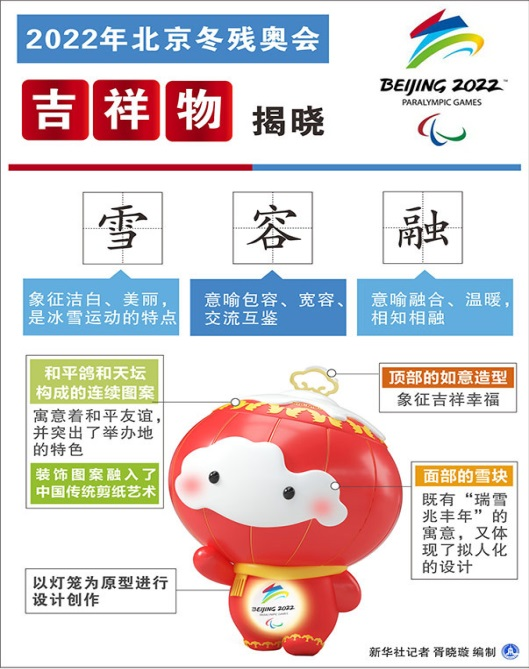 2022年北京冬残奥会
吉祥物 揭晓
BEIJING 2022™
PARALYMPIC GAMES
雪 容 融
象征洁白、美丽，
是冰雪运动的特点
意喻包容、宽容、
交流互鉴
意喻融合、温暖，
相知相融
和平鸽和天坛
构成的连续图案
寓意着和平友谊，
并突出了举办地
的特色
装饰图案融入了
中国传统剪纸艺术
顶部的如意造型
象征吉祥幸福
面部的雪块
既有“瑞雪
兆丰年”的
寓意，又体
现了拟人化
的设计
以灯笼为原型进行
设计创作
BEIJING 2022
PARALYMPIC GAMES
新华社记者 胥晓璇 编制